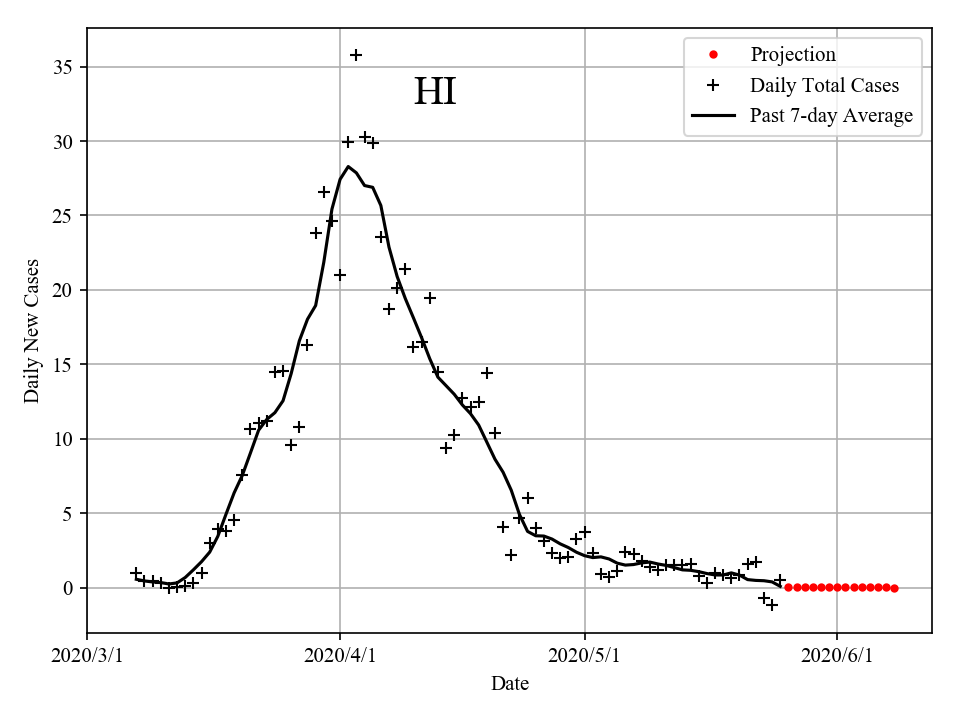 HI
Projection
Daily Total Cases
Past 7-day Average
Daily New Cases
35
30
25
20
15
10
5
0
2020/3/1
2020/4/1
2020/5/1
2020/6/1
Date